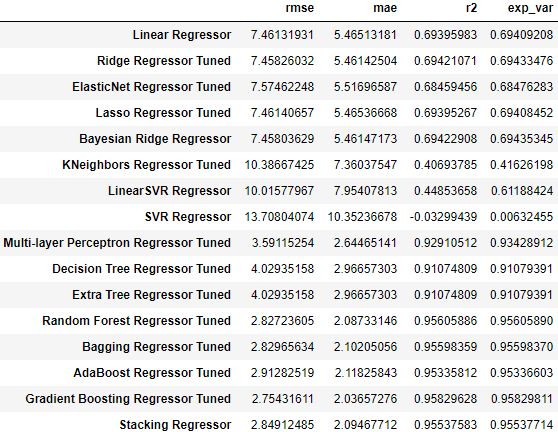 rmse mae r2 exp_var
Linear Regressor 7.46131931 5.46513181 0.69395983 0.69409208
Ridge Regressor Tuned 7.45826032 5.46142504 0.69421071 0.69433476
ElasticNet Regressor Tuned 7.57462248 5.51696587 0.68459456 0.68476283
Lasso Regressor Tuned 7.46140657 5.46536668 0.69395267 0.69408452
Bayesian Ridge Regressor 7.45803629 5.46147173 0.69422908 0.69435345
KNeighbors Regressor Tuned 10.38667425 7.36037547 0.40693785 0.41626198
LinearSVR Regressor 10.01577967 7.95407813 0.44853658 0.61188424
SVR Regressor 13.70804074 10.35236678 -0.03299439 0.00632455
Multi-layer Perceptron Regressor Tuned 3.59115254 2.64465141 0.92910512 0.93428912
Decision Tree Regressor Tuned 4.02935158 2.96657303 0.91074809 0.91079391
Extra Tree Regressor Tuned 4.02935158 2.96657303 0.91074809 0.91079391
Random Forest Regressor Tuned 2.82723605 2.08733146 0.95605886 0.95605890
Bagging Regressor Tuned 2.82965634 2.10205056 0.95598359 0.95598370
AdaBoost Regressor Tuned 2.91282519 2.11825843 0.95335812 0.95336603
Gradient Boosting Regressor Tuned 2.75431611 2.03657276 0.95829628 0.95829811
Stacking Regressor 2.84912485 2.09467712 0.95537583 0.95537714